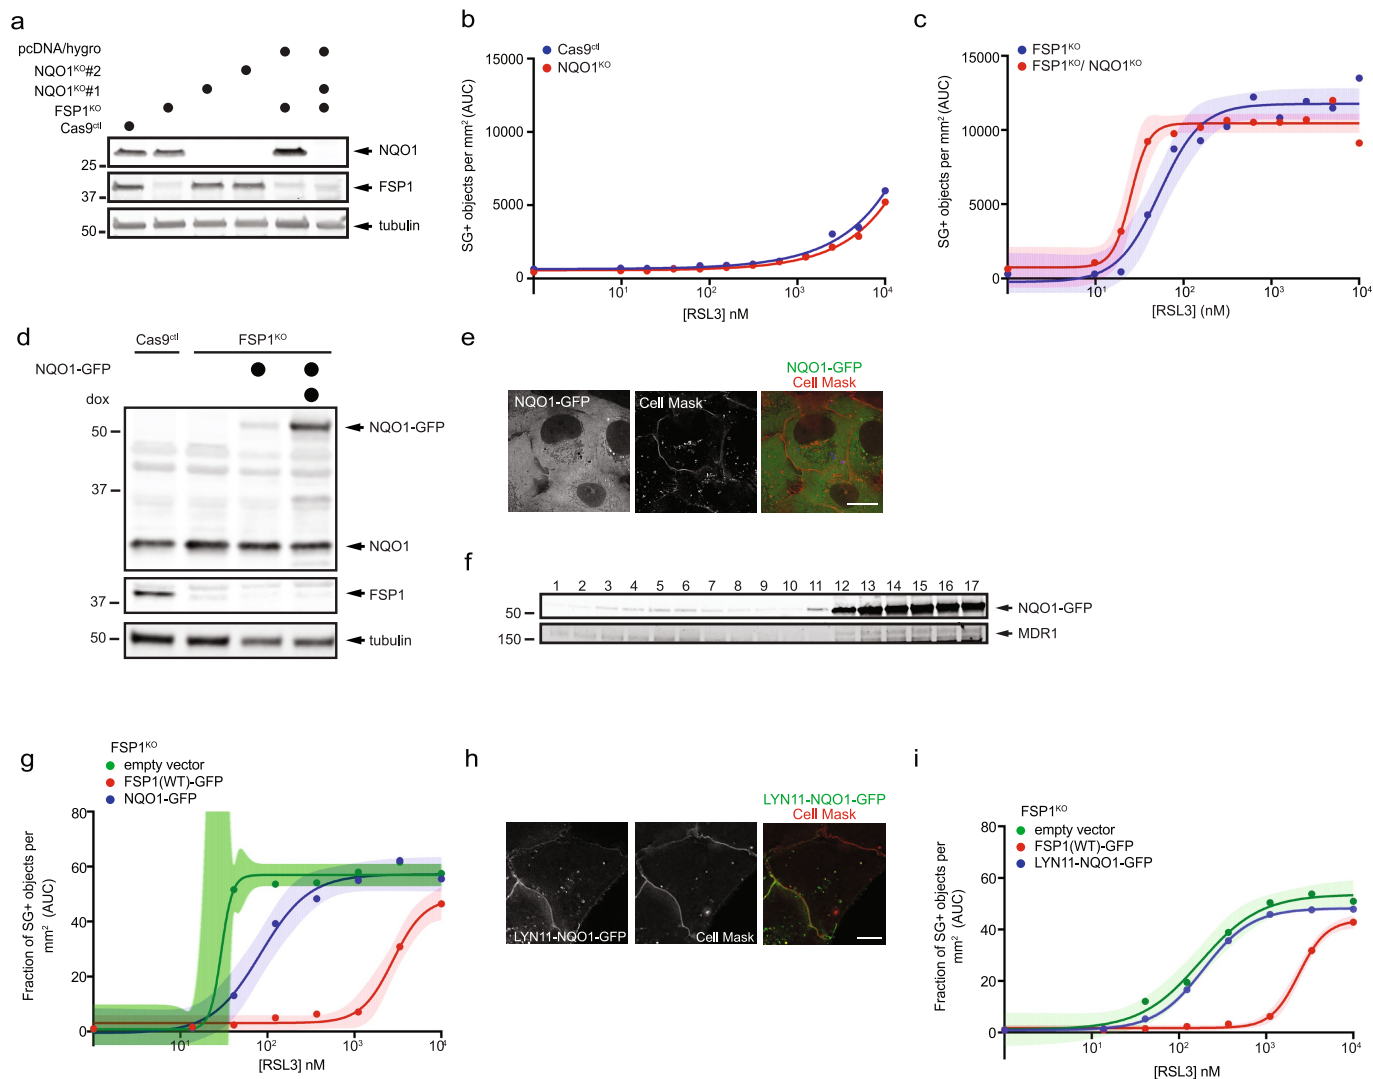 a
pcDNA/hygro
NQO1ᴷᴼ#2
NQO1ᴷᴼ#1
FSP1ᴷᴼ
Cas9ᶜᵗˡ
NQO1
25
FSP1
37
tubulin
50
b
Cas9ᶜᵗˡ
NQO1ᴷᴼ
SG+ objects per mm² (AUC)
15000
10000
5000
0
10¹
10²
10³
10⁴
[RSL3] nM
c
FSP1ᴷᴼ
FSP1ᴷᴼ/ NQO1ᴷᴼ
SG+ objects per mm² (AUC)
15000
10000
5000
0
10¹
10²
10³
10⁴
[RSL3] (nM)
d
Cas9ᶜᵗˡ
FSP1ᴷᴼ
NQO1-GFP
dox
50
NQO1-GFP
37
NQO1
FSP1
37
50
tubulin
e
NQO1-GFP
Cell Mask
NQO1-GFP
Cell Mask
f
1 2 3 4 5 6 7 8 9 10 11 12 13 14 15 16 17
50
NQO1-GFP
150
MDR1
g
FSP1ᴷᴼ
empty vector
FSP1(WT)-GFP
NQO1-GFP
Fraction of SG+ objects per
mm² (AUC)
80
60
40
20
0
10¹
10²
10³
10⁴
[RSL3] nM
h
LYN11-NQO1-GFP
Cell Mask
LYN11-NQO1-GFP
Cell Mask
i
FSP1ᴷᴼ
empty vector
FSP1(WT)-GFP
LYN11-NQO1-GFP
Fraction of SG+ objects per
mm² (AUC)
80
60
40
20
0
10¹
10²
10³
10⁴
[RSL3] nM